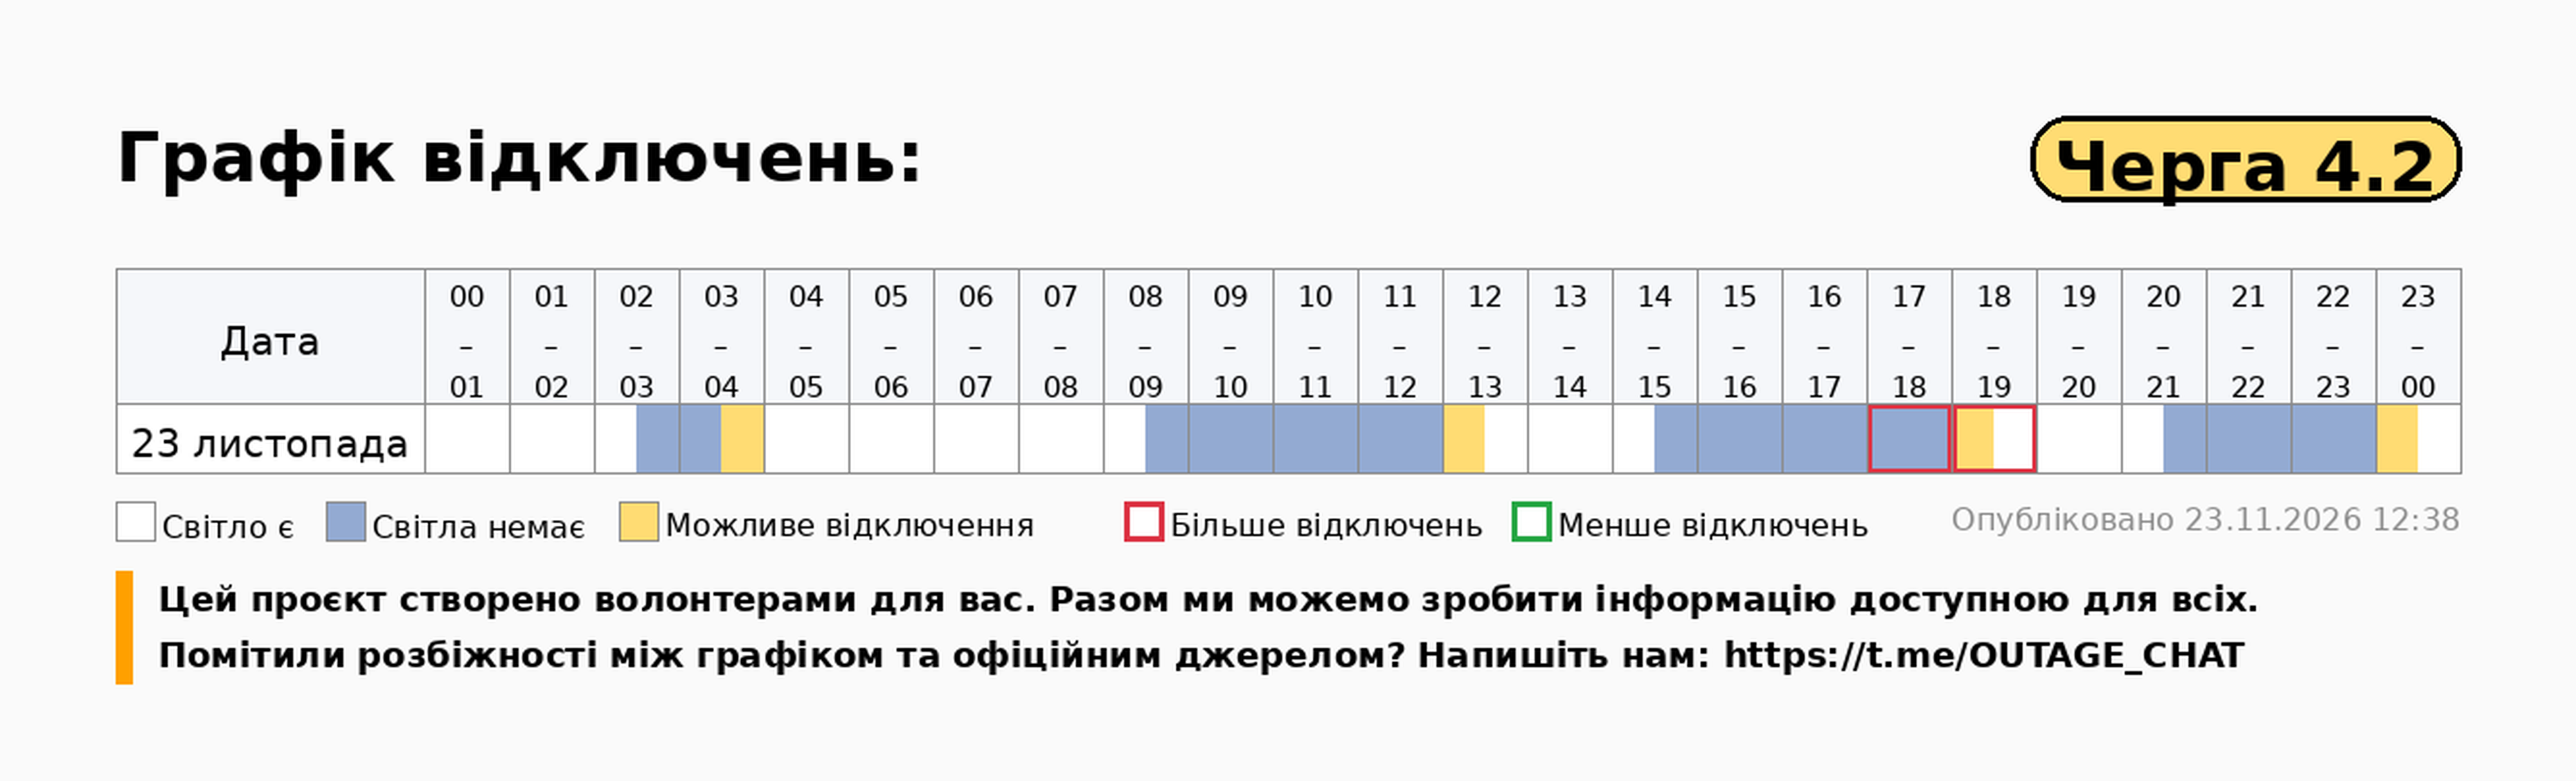 Графік відключень:
Черга 4.2
Дата
00 – 01
01 – 02
02 – 03
03 – 04
04 – 05
05 – 06
06 – 07
07 – 08
08 – 09
09 – 10
10 – 11
11 – 12
12 – 13
13 – 14
14 – 15
15 – 16
16 – 17
17 – 18
18 – 19
19 – 20
20 – 21
21 – 22
22 – 23
23 – 00
23 листопада
Світло є
Світла немає
Можливе відключення
Більше відключень
Менше відключень
Опубліковано 23.11.2026 12:38
Цей проєкт створено волонтерами для вас. Разом ми можемо зробити інформацію доступною для всіх.
Помітили розбіжності між графіком та офіційним джерелом? Напишіть нам: https://t.me/OUTAGE_CHAT